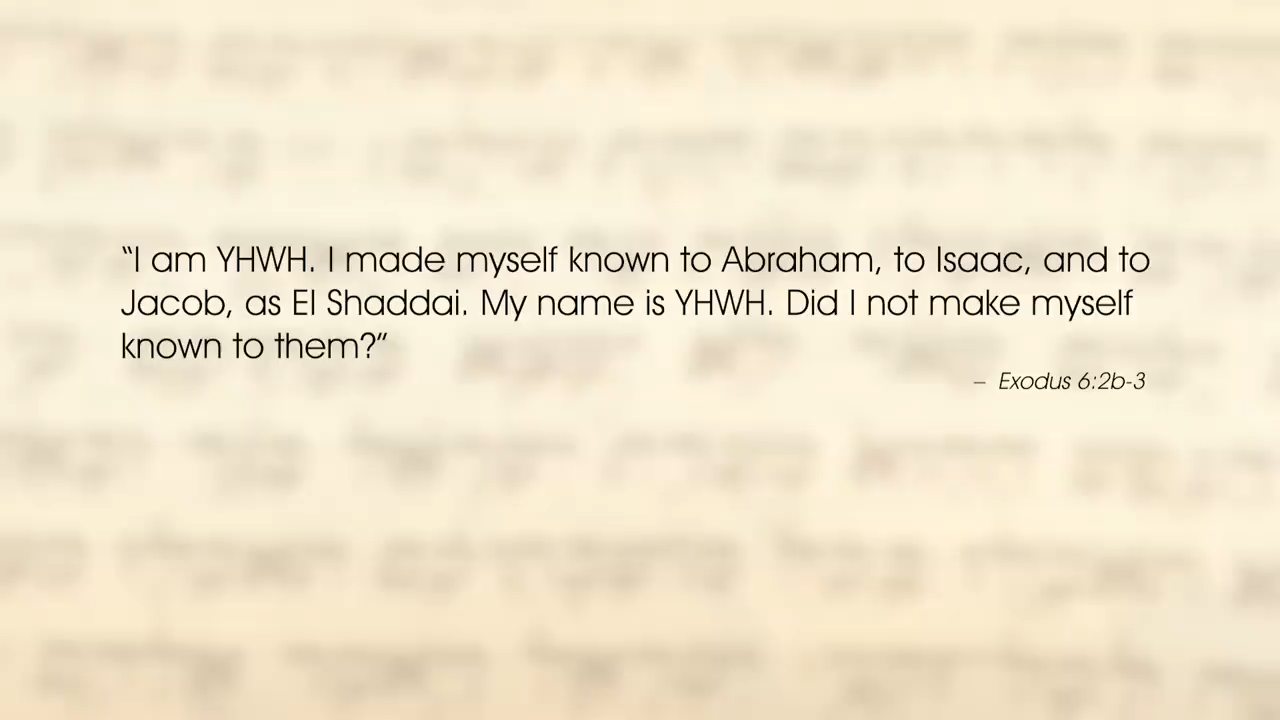 “I am YHWH. I made myself known to Abraham, to Isaac, and to
Jacob, as El Shaddai. My name is YHWH. Did I not make myself
known to them?”
– Exodus 6:2b-3